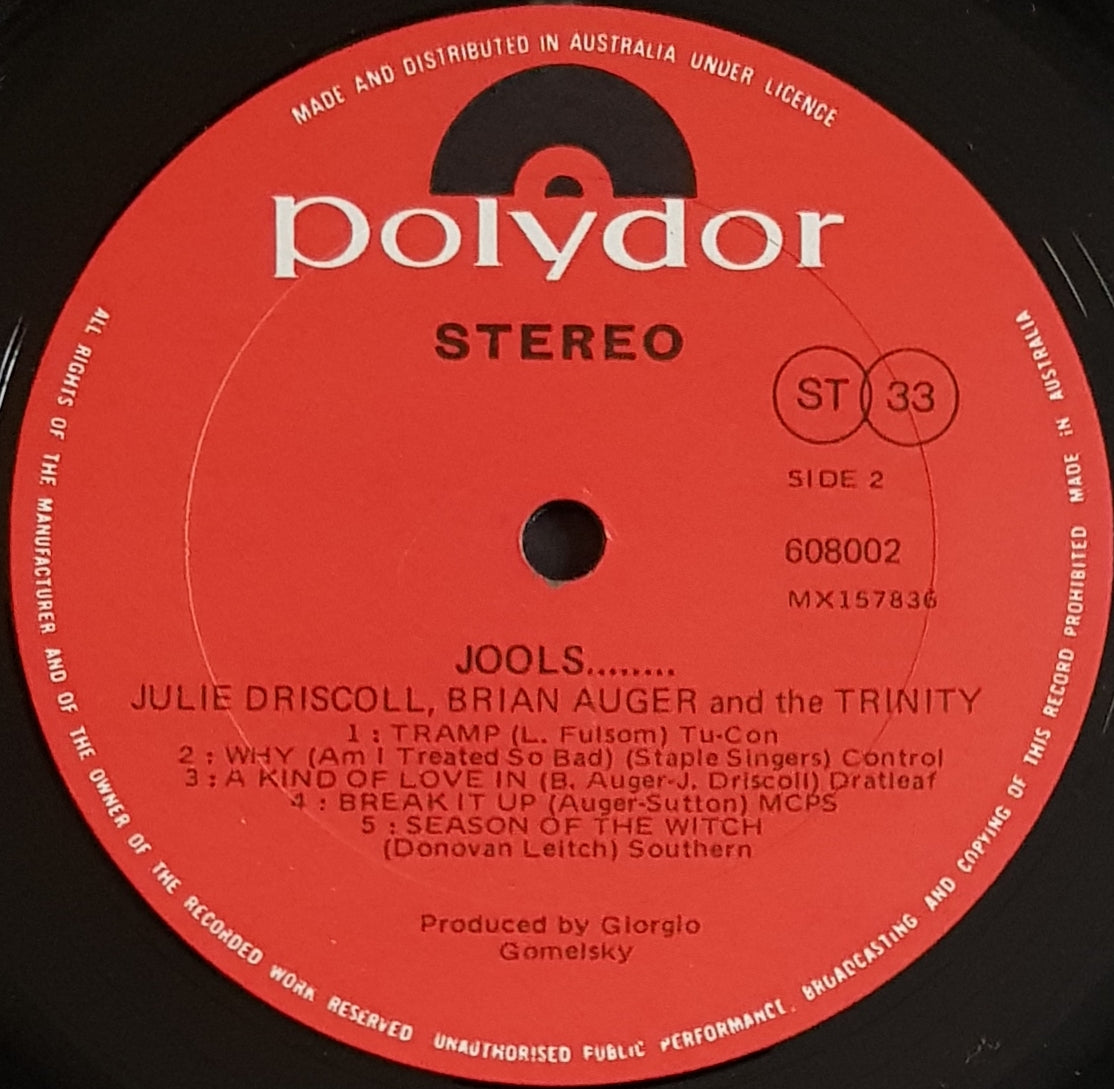 MADE AND DISTRIBUTED IN AUSTRALIA UNDER LICENCE
polydor
STEREO
ST 33
SIDE 2
608002
MX157836
JOOLS........
JULIE DRISCOLL, BRIAN AUGER and the TRINITY
1 : TRAMP (L. Fulsom) Tu-Con
2 : WHY (Am I Treated So Bad) (Staple Singers) Control
3 : A KIND OF LOVE IN (B. Auger-J. Driscoll) Dratleaf
4 : BREAK IT UP (Auger-Sutton) MCPS
5 : SEASON OF THE WITCH
(Donovan Leitch) Southern
Produced by Giorgio
Gomelsky
ALL RIGHTS OF THE MANUFACTURER AND OF THE OWNER OF THE RECORDED WORK RESERVED UNAUTHORISED PUBLIC PERFORMANCE. BROADCASTING AND COPYING OF THIS RECORD PROHIBITED MADE IN AUSTRALIA